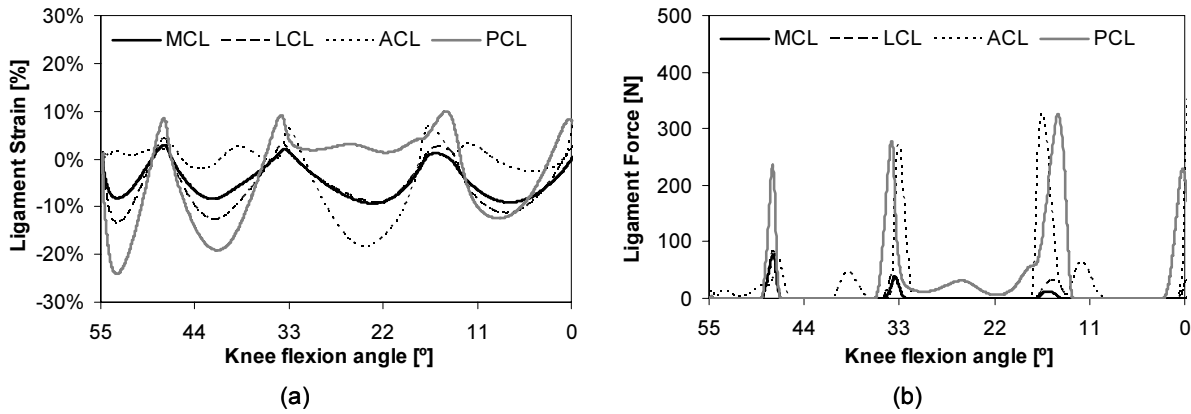 30%
20%
10%
0%
-10%
-20%
-30%
Ligament Strain [%]
MCL LCL ACL PCL
55 44 33 22 11 0
Knee flexion angle [º]
(a)
500
400
300
200
100
0
Ligament Force [N]
MCL LCL ACL PCL
55 44 33 22 11 0
Knee flexion angle [º]
(b)